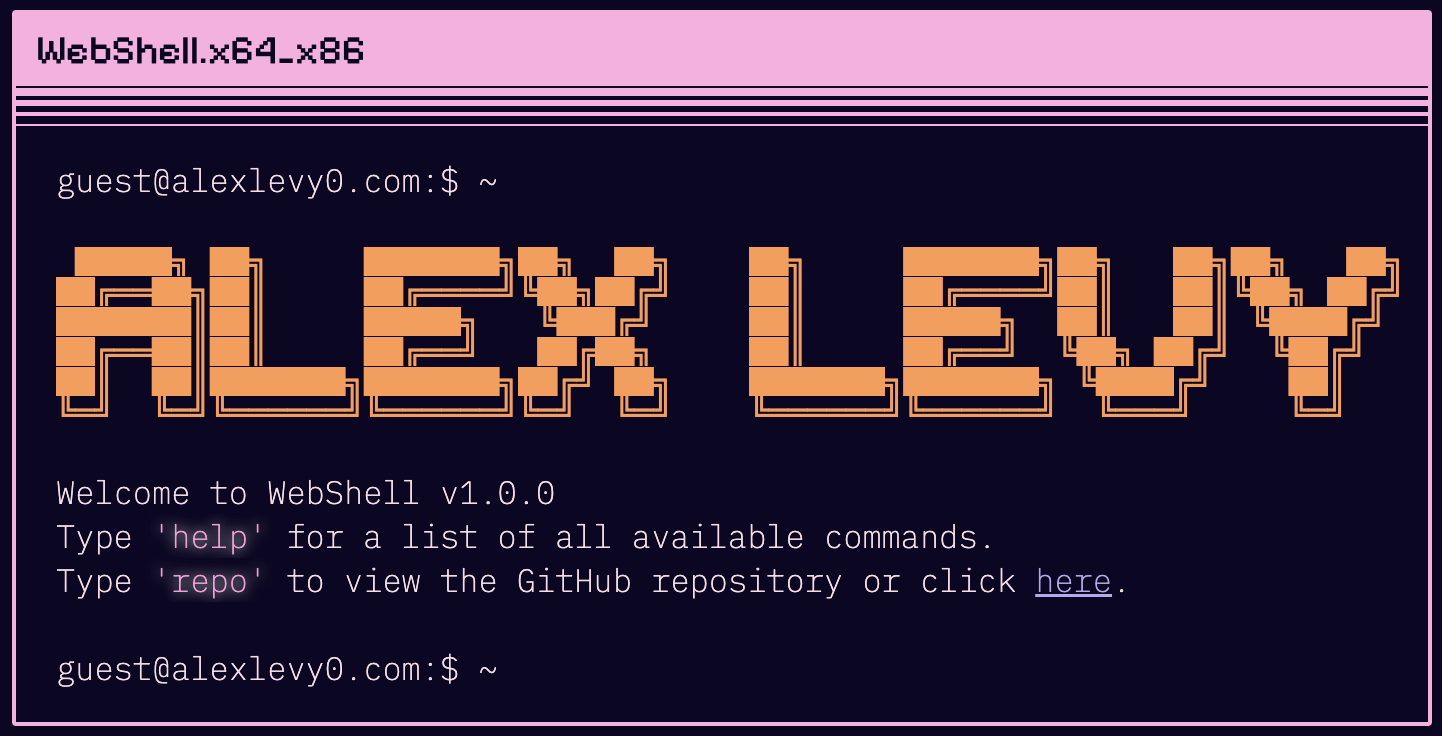 WebShell.x64_x86
guest@alexlevy0.com:$ ~
ALEX LEVY
Welcome to WebShell v1.0.0
Type 'help' for a list of all available commands.
Type 'repo' to view the GitHub repository or click here.
guest@alexlevy0.com:$ ~